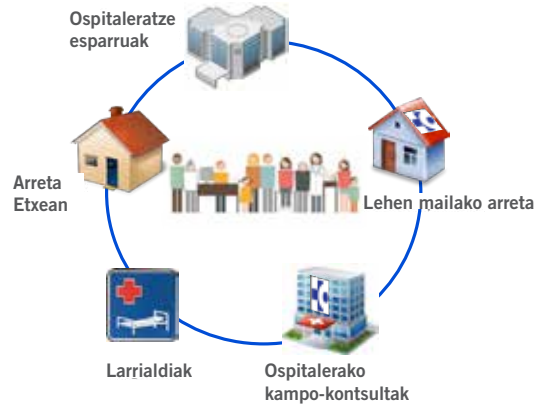 Ospitaleratze
esparruak
Arreta
Etxean
Lehen mailako arreta
Larrialdiak
Ospitalerako
kampo-kontsultak